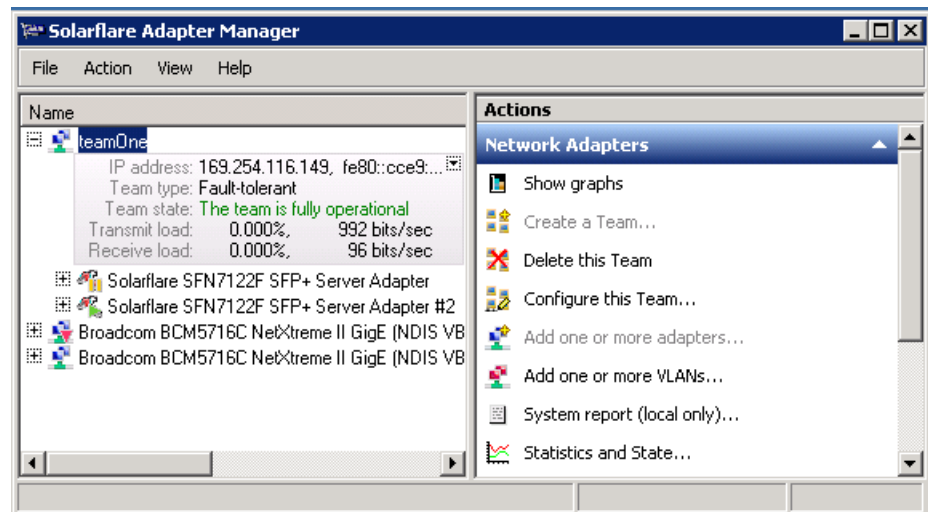 Solarflare Adapter Manager
File Action View Help
Name
teamOne
IP address: 169.254.116.149, fe80::cce9:...
Team type: Fault-tolerant
Team state: The team is fully operational
Transmit load: 0.000%, 992 bits/sec
Receive load: 0.000%, 96 bits/sec
Solarflare SFN7122F SFP+ Server Adapter
Solarflare SFN7122F SFP+ Server Adapter #2
Broadcom BCM5716C NetXtreme II GigE (NDIS VB
Broadcom BCM5716C NetXtreme II GigE (NDIS VB
Actions
Network Adapters
Show graphs
Create a Team...
Delete this Team
Configure this Team...
Add one or more adapters...
Add one or more VLANs...
System report (local only)...
Statistics and State...